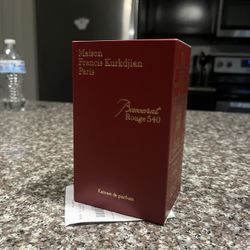 Maison
Francis Kurkdjian
Paris
Baccarat
Rouge 540
Extrait de parfum